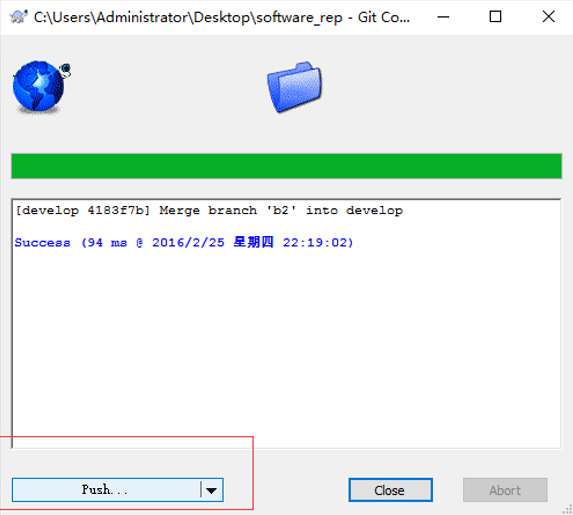 C:\Users\Administrator\Desktop\software_rep - Git Co...
[develop 4183f7b] Merge branch 'b2' into develop
Success (94 ms @ 2016/2/25 星期四 22:19:02)
Push...
Close
Abort